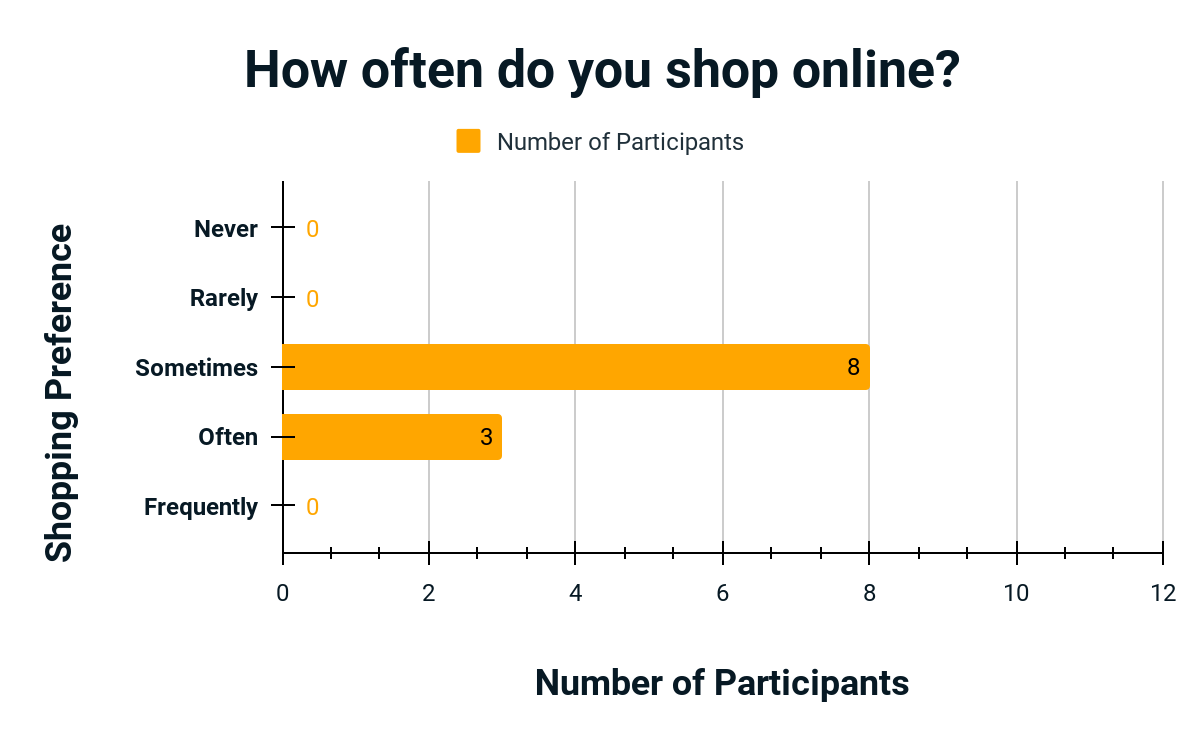 How often do you shop online?
Number of Participants
Shopping Preference
Never 0
Rarely 0
Sometimes 8
Often 3
Frequently 0
0 2 4 6 8 10 12
Number of Participants